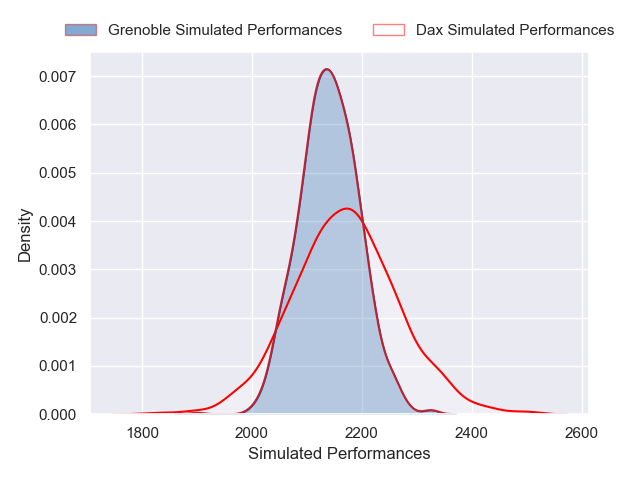 Grenoble Simulated Performances Dax Simulated Performances
0.007
0.006
0.005
0.004
0.003
0.002
0.001
0.000
Density
1800 2000 2200 2400 2600
Simulated Performances